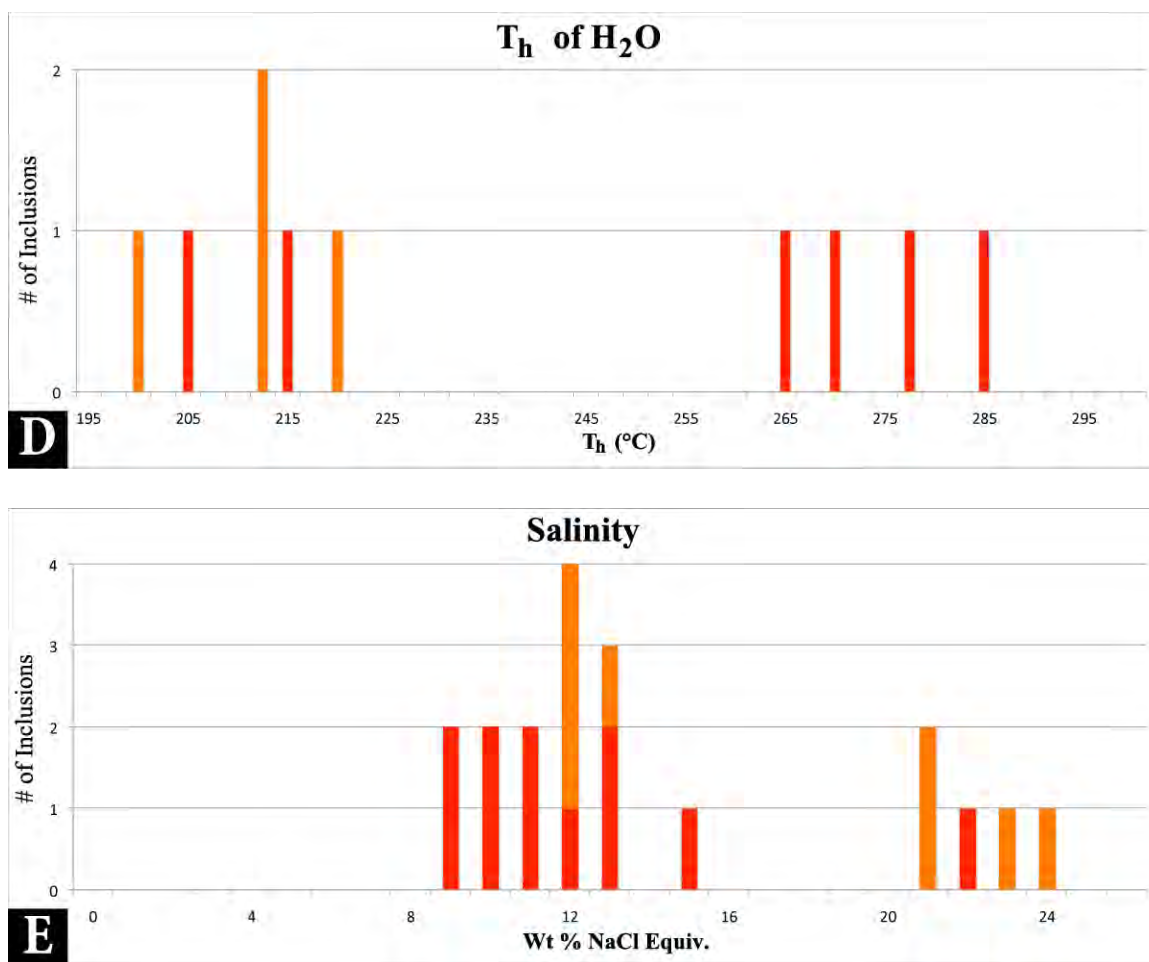 Th of H2O
2
# of Inclusions
1
0
195 205 215 225 235 245 255 265 275 285 295
D
Th (°C)
Salinity
4
3
# of Inclusions
2
1
0
0 4 8 12 16 20 24
E
Wt % NaCl Equiv.